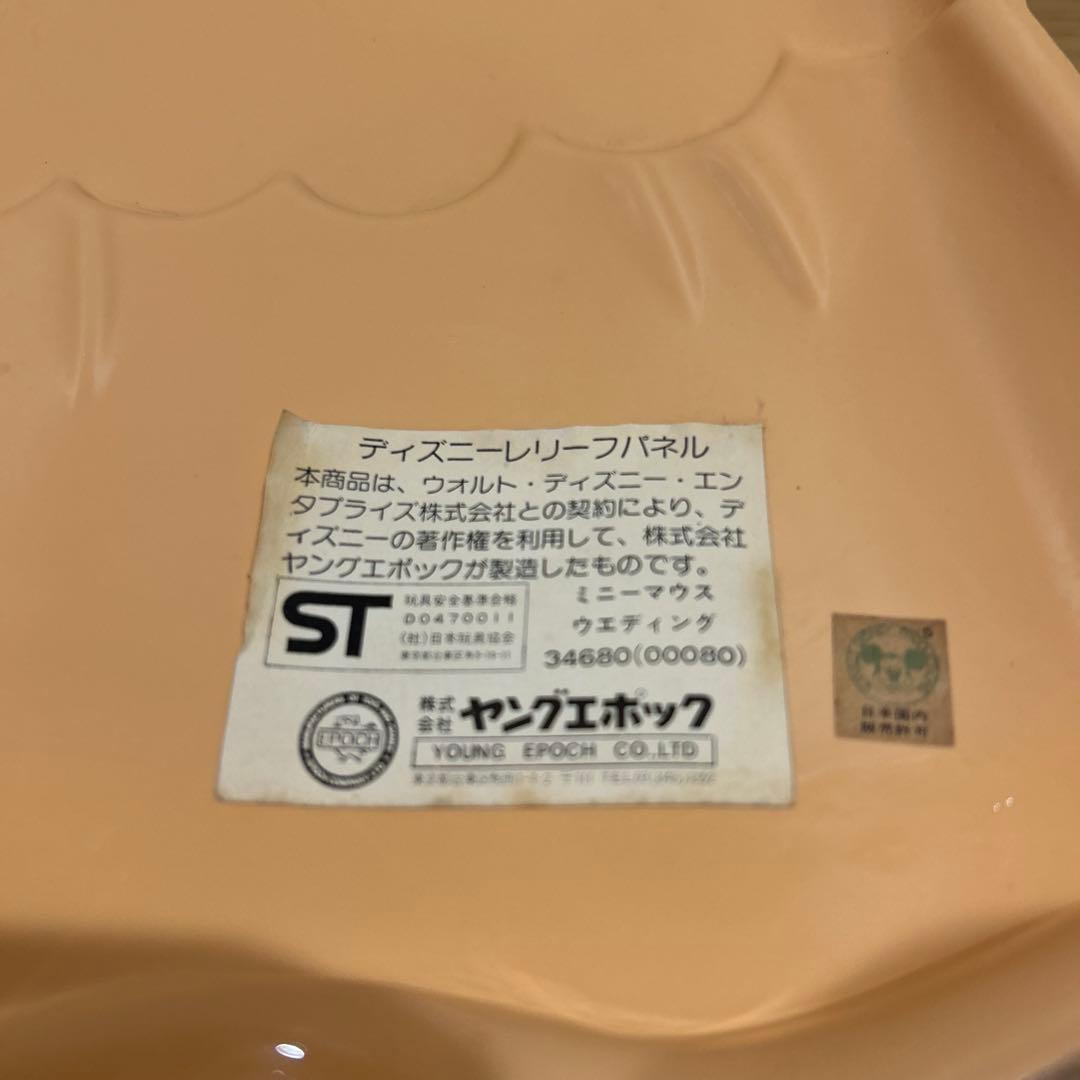 ディズニーレリーフパネル
本商品は、ウォルト・ディズニー・エン
タプライズ株式会社との契約により、デ
ィズニーの著作権を利用して、株式会社
ヤングエポックが製造したものです。
ST
玩具安全基準合格
D0470011
(社)日本玩具協会
ミニーマウス
ウエディング
34680(00080)
EPOCH
株式会社 ヤングエポック
YOUNG EPOCH CO.,LTD
日本国内
販売許可